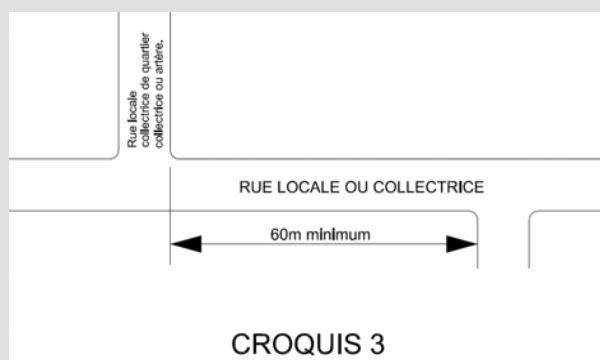 Rue locale
collectrice de quartier
collectrice ou artère.
RUE LOCALE OU COLLECTRICE
60m minimum
CROQUIS 3